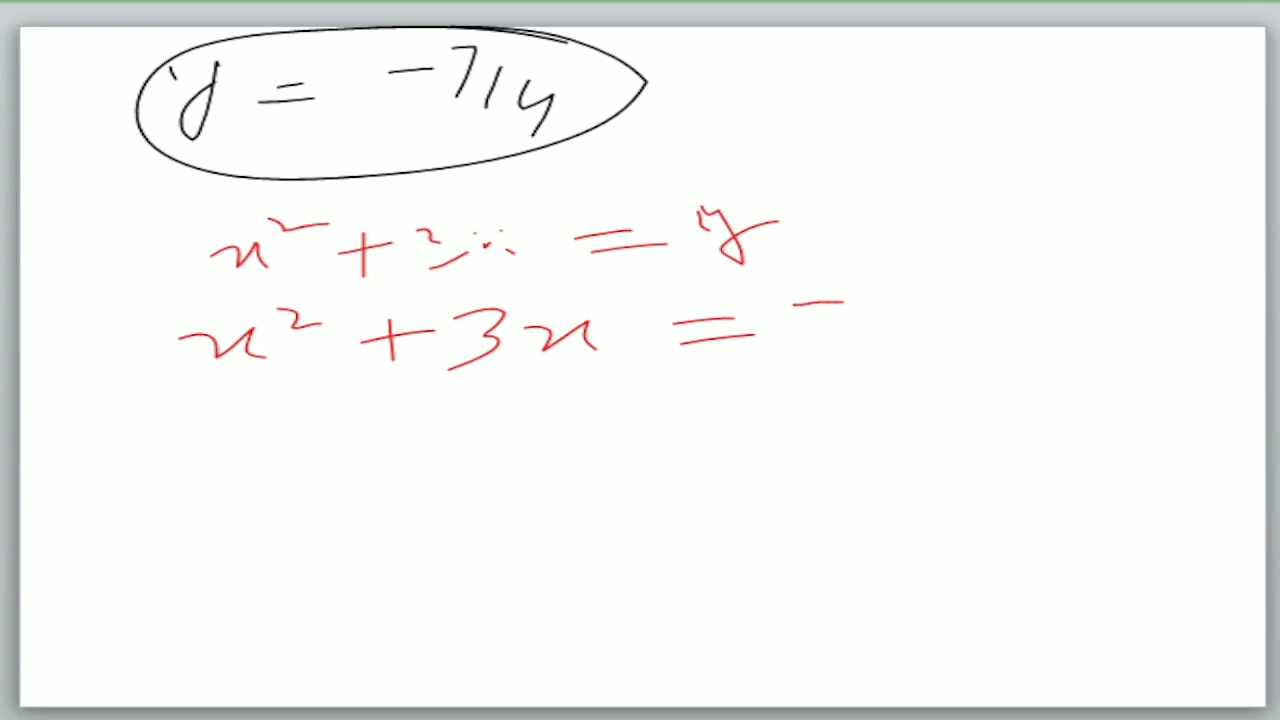 y = -7/4
x² + 3x = y
x² + 3x = -